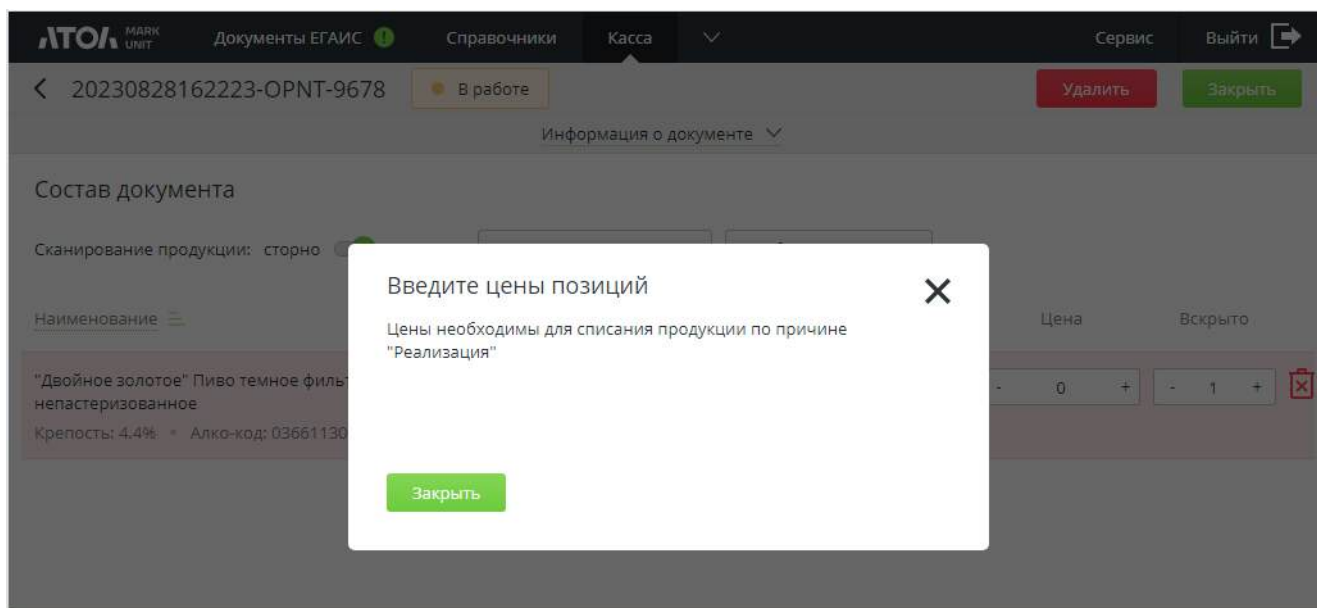 АТОЛ MARK UNIT Документы ЕГАИС Справочники Касса Сервис Выйти
20230828162223-OPNT-9678 В работе Удалить Закрыть
Информация о документе
Состав документа
Сканирование продукции: сторно
Введите цены позиций
Наименование Цена Вскрыто
Цены необходимы для списания продукции по причине
"Реализация"
"Двойное золотое" Пиво темное - 0 + - 1 +
непастеризованное
Крепость: 4.4% • Алко-код: 03661130
Закрыть